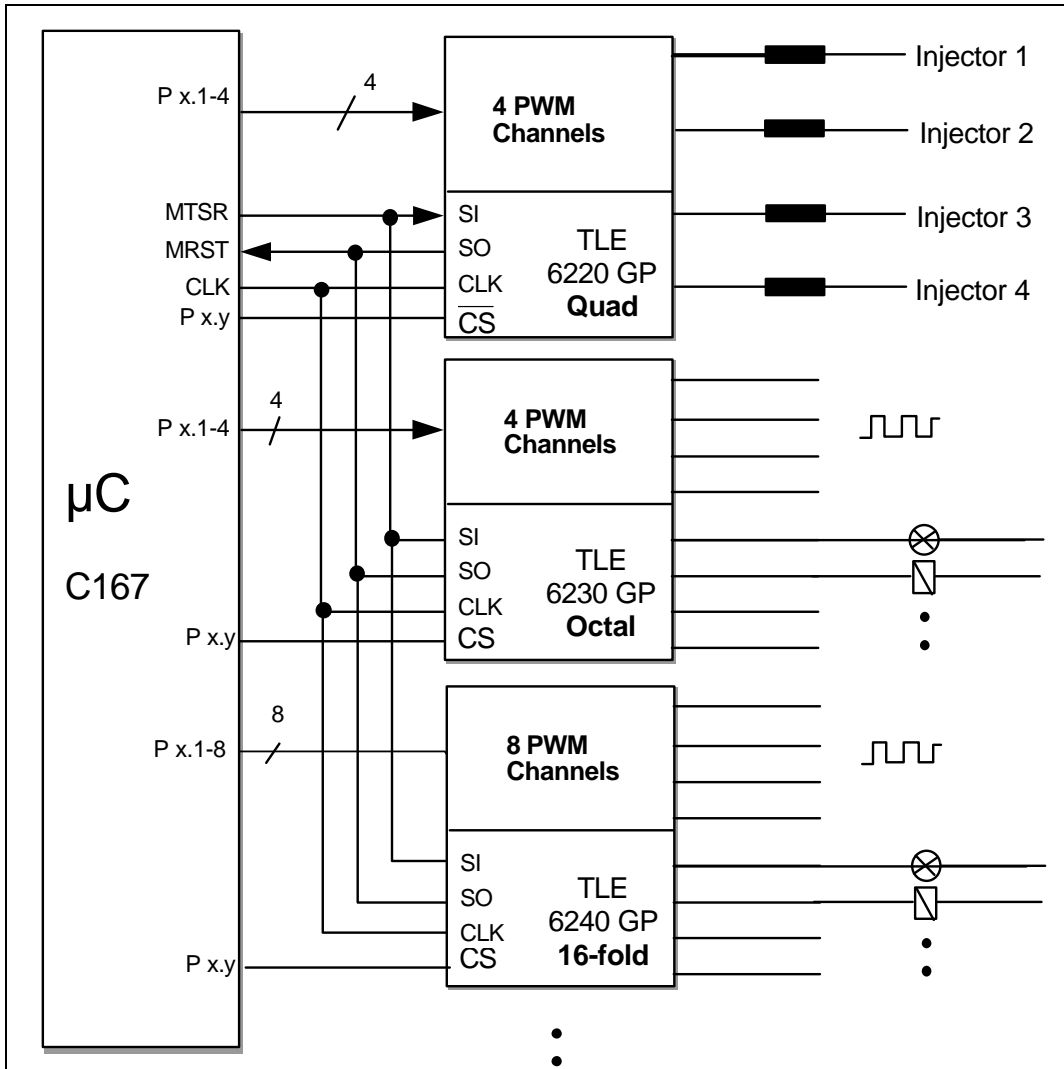 µC
C167
P x.1-4
4
MTSR
MRST
CLK
P x.y
4 PWM
Channels
SI
SO
CLK
CS
TLE
6220 GP
Quad
Injector 1
Injector 2
Injector 3
Injector 4
P x.1-4
4
P x.y
4 PWM
Channels
SI
SO
CLK
CS
TLE
6230 GP
Octal
P x.1-8
8
P x.y
8 PWM
Channels
SI
SO
CLK
CS
TLE
6240 GP
16-fold